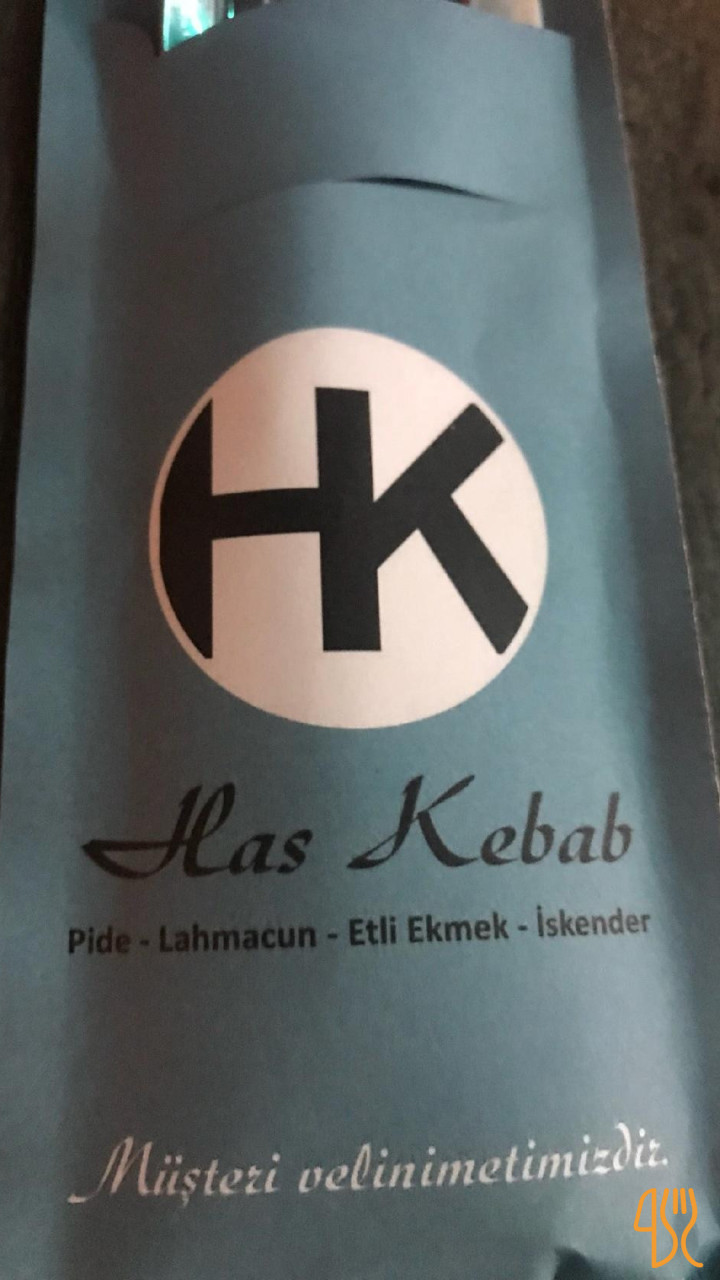 HK
Has Kebab
Pide - Lahmacun - Etli Ekmek - İskender
Müşteri velinimetimizdir.